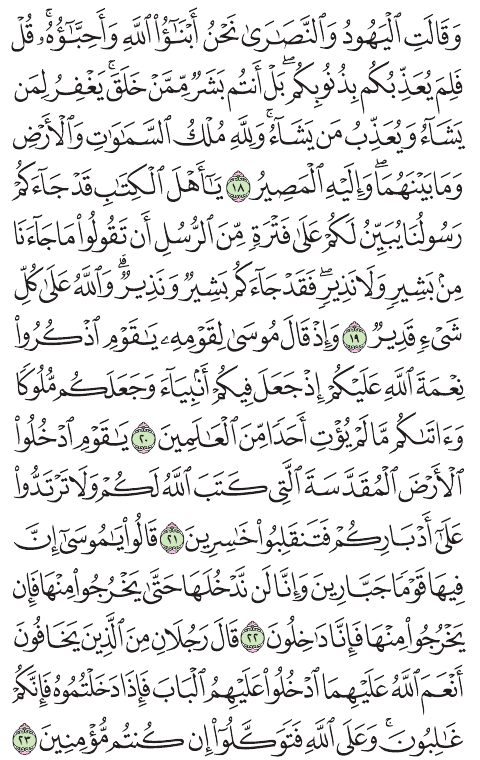 وَقَالَتِ ٱلۡيَهُودُ وَٱلنَّصَٰرَىٰ نَحۡنُ أَبۡنَٰٓؤُاْ ٱللَّهِ وَأَحِبَّٰٓؤُهُۥۚ قُلۡ
فَلِمَ يُعَذِّبُكُم بِذُنُوبِكُمۖ بَلۡ أَنتُم بَشَرٞ مِّمَّنۡ خَلَقَۚ يَغۡفِرُ لِمَن
يَشَآءُ وَيُعَذِّبُ مَن يَشَآءُۚ وَلِلَّهِ مُلۡكُ ٱلسَّمَٰوَٰتِ وَٱلۡأَرۡضِ
وَمَا بَيۡنَهُمَاۖ وَإِلَيۡهِ ٱلۡمَصِيرُ ١٨ يَٰٓأَهۡلَ ٱلۡكِتَٰبِ قَدۡ جَآءَكُمۡ
رَسُولُنَا يُبَيِّنُ لَكُمۡ عَلَىٰ فَتۡرَةٖ مِّنَ ٱلرُّسُلِ أَن تَقُولُواْ مَا جَآءَنَا
مِنۢ بَشِيرٖ وَلَا نَذِيرٖۖ فَقَدۡ جَآءَكُم بَشِيرٞ وَنَذِيرٞۗ وَٱللَّهُ عَلَىٰ كُلِّ
شَيۡءٖ قَدِيرٞ ١٩ وَإِذۡ قَالَ مُوسَىٰ لِقَوۡمِهِۦ يَٰقَوۡمِ ٱذۡكُرُواْ
نِعۡمَةَ ٱللَّهِ عَلَيۡكُمۡ إِذۡ جَعَلَ فِيكُمۡ أَنۢبِيَآءَ وَجَعَلَكُم مُّلُوكٗا
وَءَاتَىٰكُم مَّا لَمۡ يُؤۡتِ أَحَدٗا مِّنَ ٱلۡعَٰلَمِينَ ٢٠ يَٰقَوۡمِ ٱدۡخُلُواْ
ٱلۡأَرۡضَ ٱلۡمُقَدَّسَةَ ٱلَّتِي كَتَبَ ٱللَّهُ لَكُمۡ وَلَا تَرۡتَدُّواْ
عَلَىٰٓ أَدۡبَارِكُمۡ فَتَنقَلِبُواْ خَٰسِرِينَ ٢١ قَالُواْ يَٰمُوسَىٰٓ إِنَّ
فِيهَا قَوۡمٗا جَبَّارِينَ وَإِنَّا لَن نَّدۡخُلَهَا حَتَّىٰ يَخۡرُجُواْ مِنۡهَا فَإِن
يَخۡرُجُواْ مِنۡهَا فَإِنَّا دَٰخِلُونَ ٢٢ قَالَ رَجُلَانِ مِنَ ٱلَّذِينَ يَخَافُونَ
أَنۡعَمَ ٱللَّهُ عَلَيۡهِمَا ٱدۡخُلُواْ عَلَيۡهِمُ ٱلۡبَابَ فَإِذَا دَخَلۡتُمُوهُ فَإِنَّكُمۡ
غَٰلِبُونَۚ وَعَلَى ٱللَّهِ فَتَوَكَّلُوٓاْ إِن كُنتُم مُّؤۡمِنِينَ ٢٣